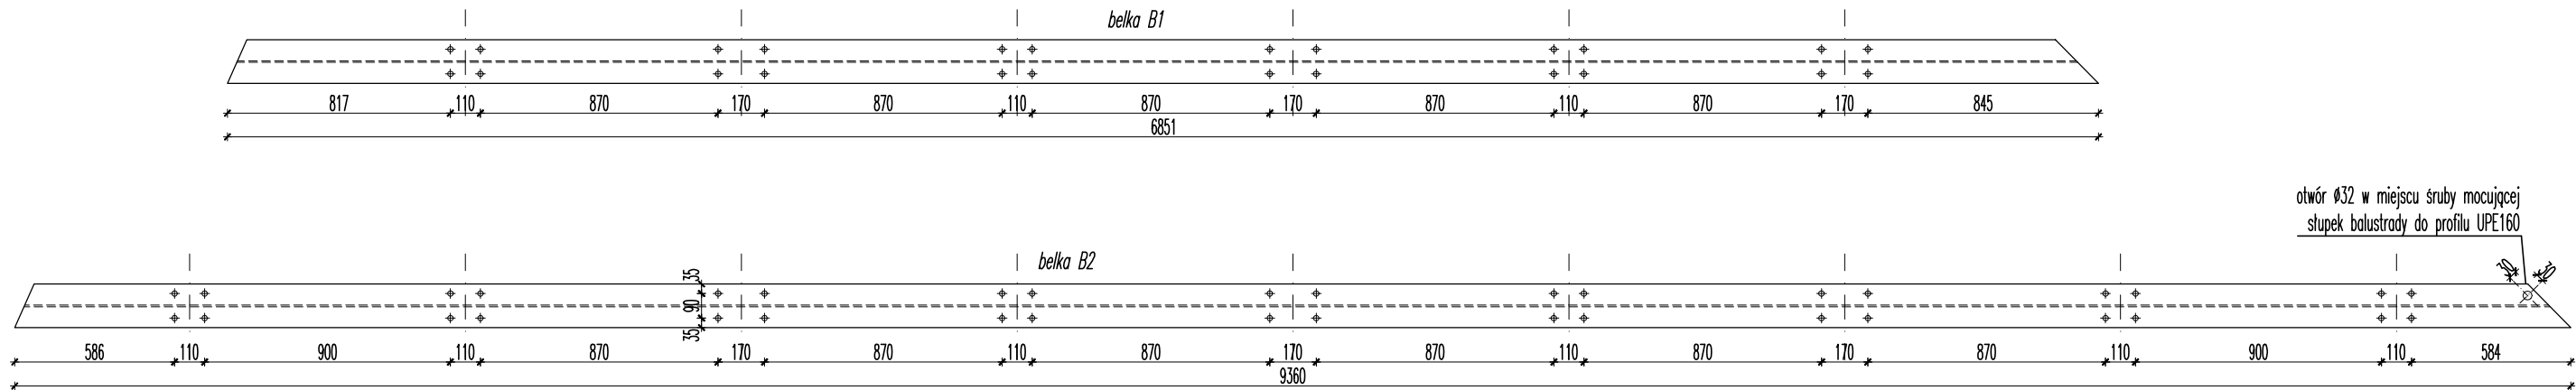 belka B1
817 110 870 170 870 110 870 170 870 110 870 170 845
6851
otwór Ø32 w miejscu śruby mocującej
słupek balustrady do profilu UPE160
belka B2
35
90
35
30
30
586 110 900 110 870 170 870 110 870 170 870 110 870 170 870 110 900 110 584
9360